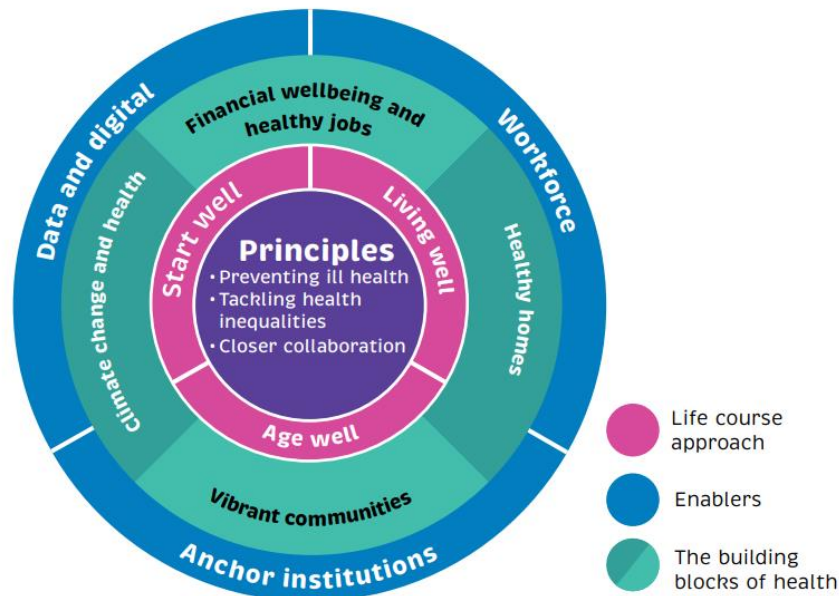 Data and digital
Workforce
Anchor institutions
Financial wellbeing and
healthy jobs
Healthy homes
Vibrant communities
Climate change and health
Start well
Living well
Age well
Principles
• Preventing ill health
• Tackling health
inequalities
• Closer collaboration
Life course
approach
Enablers
The building
blocks of health